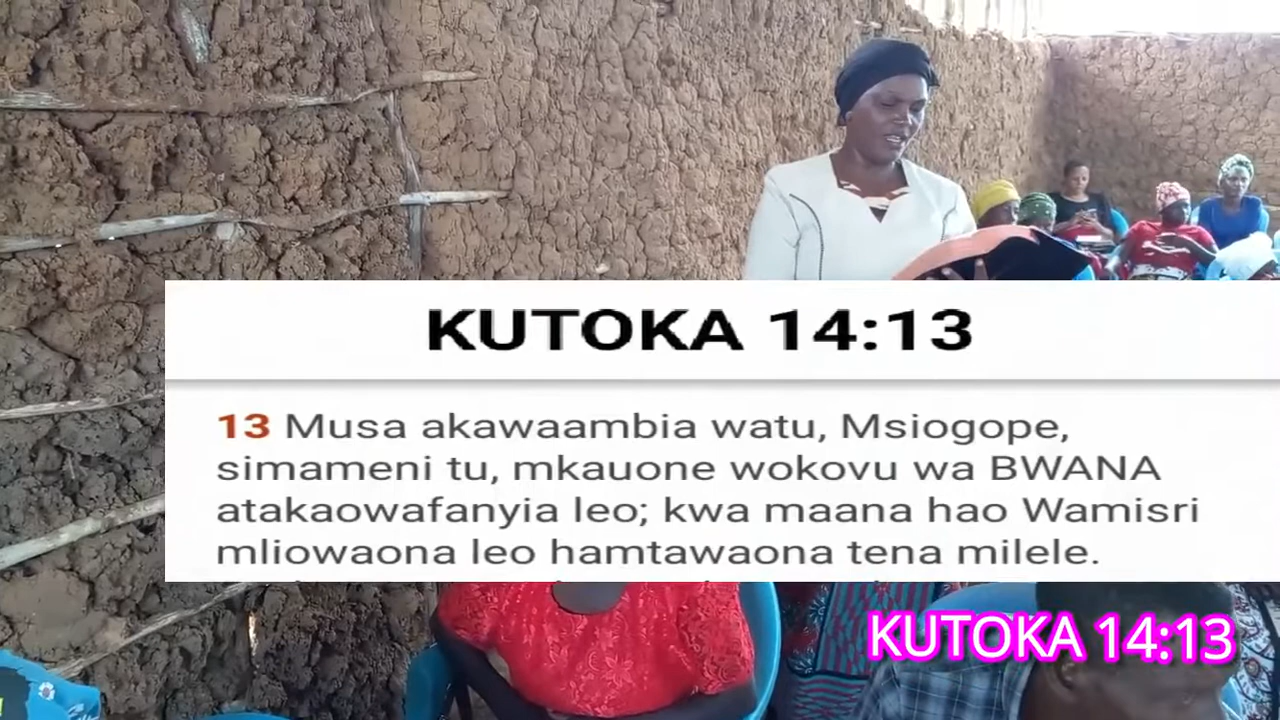 KUTOKA 14:13
13 Musa akawaambia watu, Msiogope,
simameni tu, mkauone wokovu wa BWANA
atakaowafanyia leo; kwa maana hao Wamisri
mliowaona leo hamtawaona tena milele.
KUTOKA 14:13